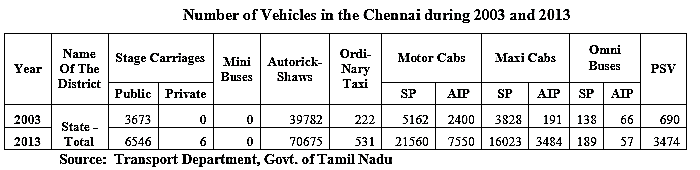 Number of Vehicles in the Chennai during 2003 and 2013
Year Name Of The District Stage Carriages Mini Buses Autorick-Shaws Ordi-Nary Taxi Motor Cabs Maxi Cabs Omni Buses PSV
Public Private SP AIP SP AIP SP AIP
2003 State – Total 3673 0 0 39782 222 5162 2400 3828 191 138 66 690
2013 6546 6 0 70675 531 21560 7550 16023 3484 189 57 3474
Source: Transport Department, Govt. of Tamil Nadu